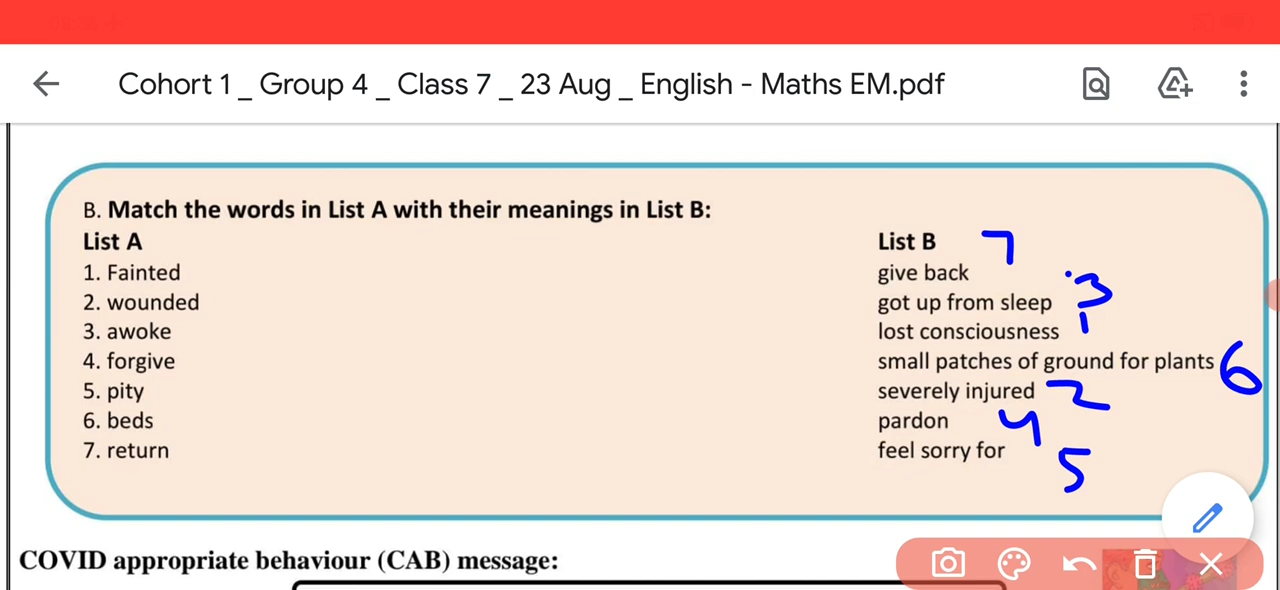 Cohort 1 _ Group 4 _ Class 7 _ 23 Aug _ English - Maths EM.pdf
B. Match the words in List A with their meanings in List B:
List A List B 7
1. Fainted give back
2. wounded got up from sleep 3
3. awoke lost consciousness 1
4. forgive small patches of ground for plants 6
5. pity severely injured 2
6. beds pardon 4
7. return feel sorry for 5
COVID appropriate behaviour (CAB) message: